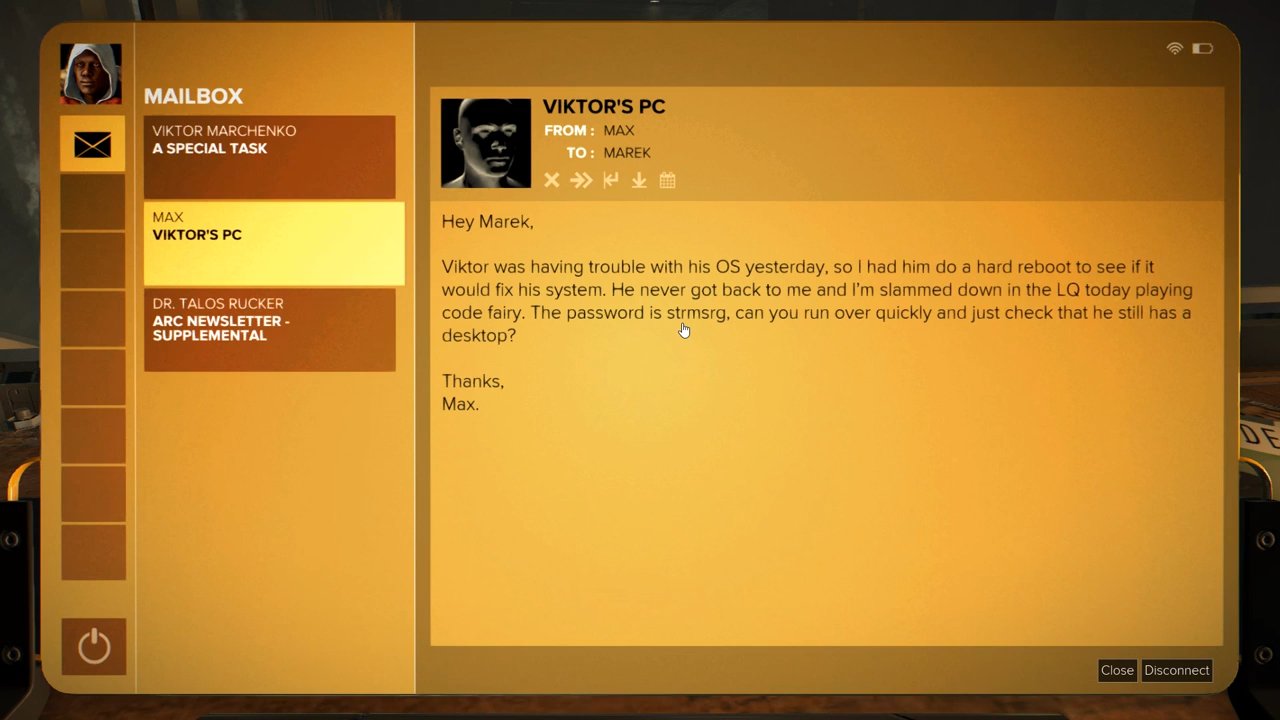 MAILBOX
VIKTOR MARCHENKO
A SPECIAL TASK
MAX
VIKTOR'S PC
DR. TALOS RUCKER
ARC NEWSLETTER -
SUPPLEMENTAL
VIKTOR'S PC
FROM : MAX
TO : MAREK
Hey Marek,
Viktor was having trouble with his OS yesterday, so I had him do a hard reboot to see if it
would fix his system. He never got back to me and I'm slammed down in the LQ today playing
code fairy. The password is strmsrg, can you run over quickly and just check that he still has a
desktop?
Thanks,
Max.
Close Disconnect
DE